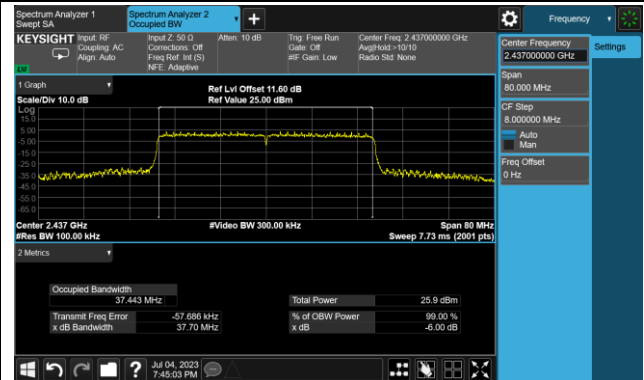 Spectrum Analyzer 1
Swept SA
Spectrum Analyzer 2
Occupied BW
Frequency
KEYSIGHT
Input: RF
Coupling: AC
Align: Auto
Input Z: 50 Ω
Corrections: Off
Freq Ref: Int (S)
NFE: Adaptive
Atten: 10 dB
Trig: Free Run
Gate: Off
#IF Gain: Low
Center Freq: 2.437000000 GHz
Avg|Hold:>10/10
Radio Std: None
Center Frequency
2.437000000 GHz
Settings
Span
80.000 MHz
CF Step
8.000000 MHz
Auto
Man
Freq Offset
0 Hz
1 Graph
Scale/Div 10.0 dB
Ref Lvl Offset 11.60 dB
Ref Value 25.00 dBm
Log
15.0
5.00
-5.00
-15.0
-25.0
-35.0
-45.0
-55.0
-65.0
Center 2.437 GHz
#Res BW 100.00 kHz
#Video BW 300.00 kHz
Span 80 MHz
Sweep 7.73 ms (2001 pts)
2 Metrics
Occupied Bandwidth
37.443 MHz
Total Power 25.9 dBm
Transmit Freq Error -57.686 kHz
% of OBW Power 99.00 %
x dB Bandwidth 37.70 MHz
x dB -6.00 dB
Jul 04, 2023
7:45:03 PM